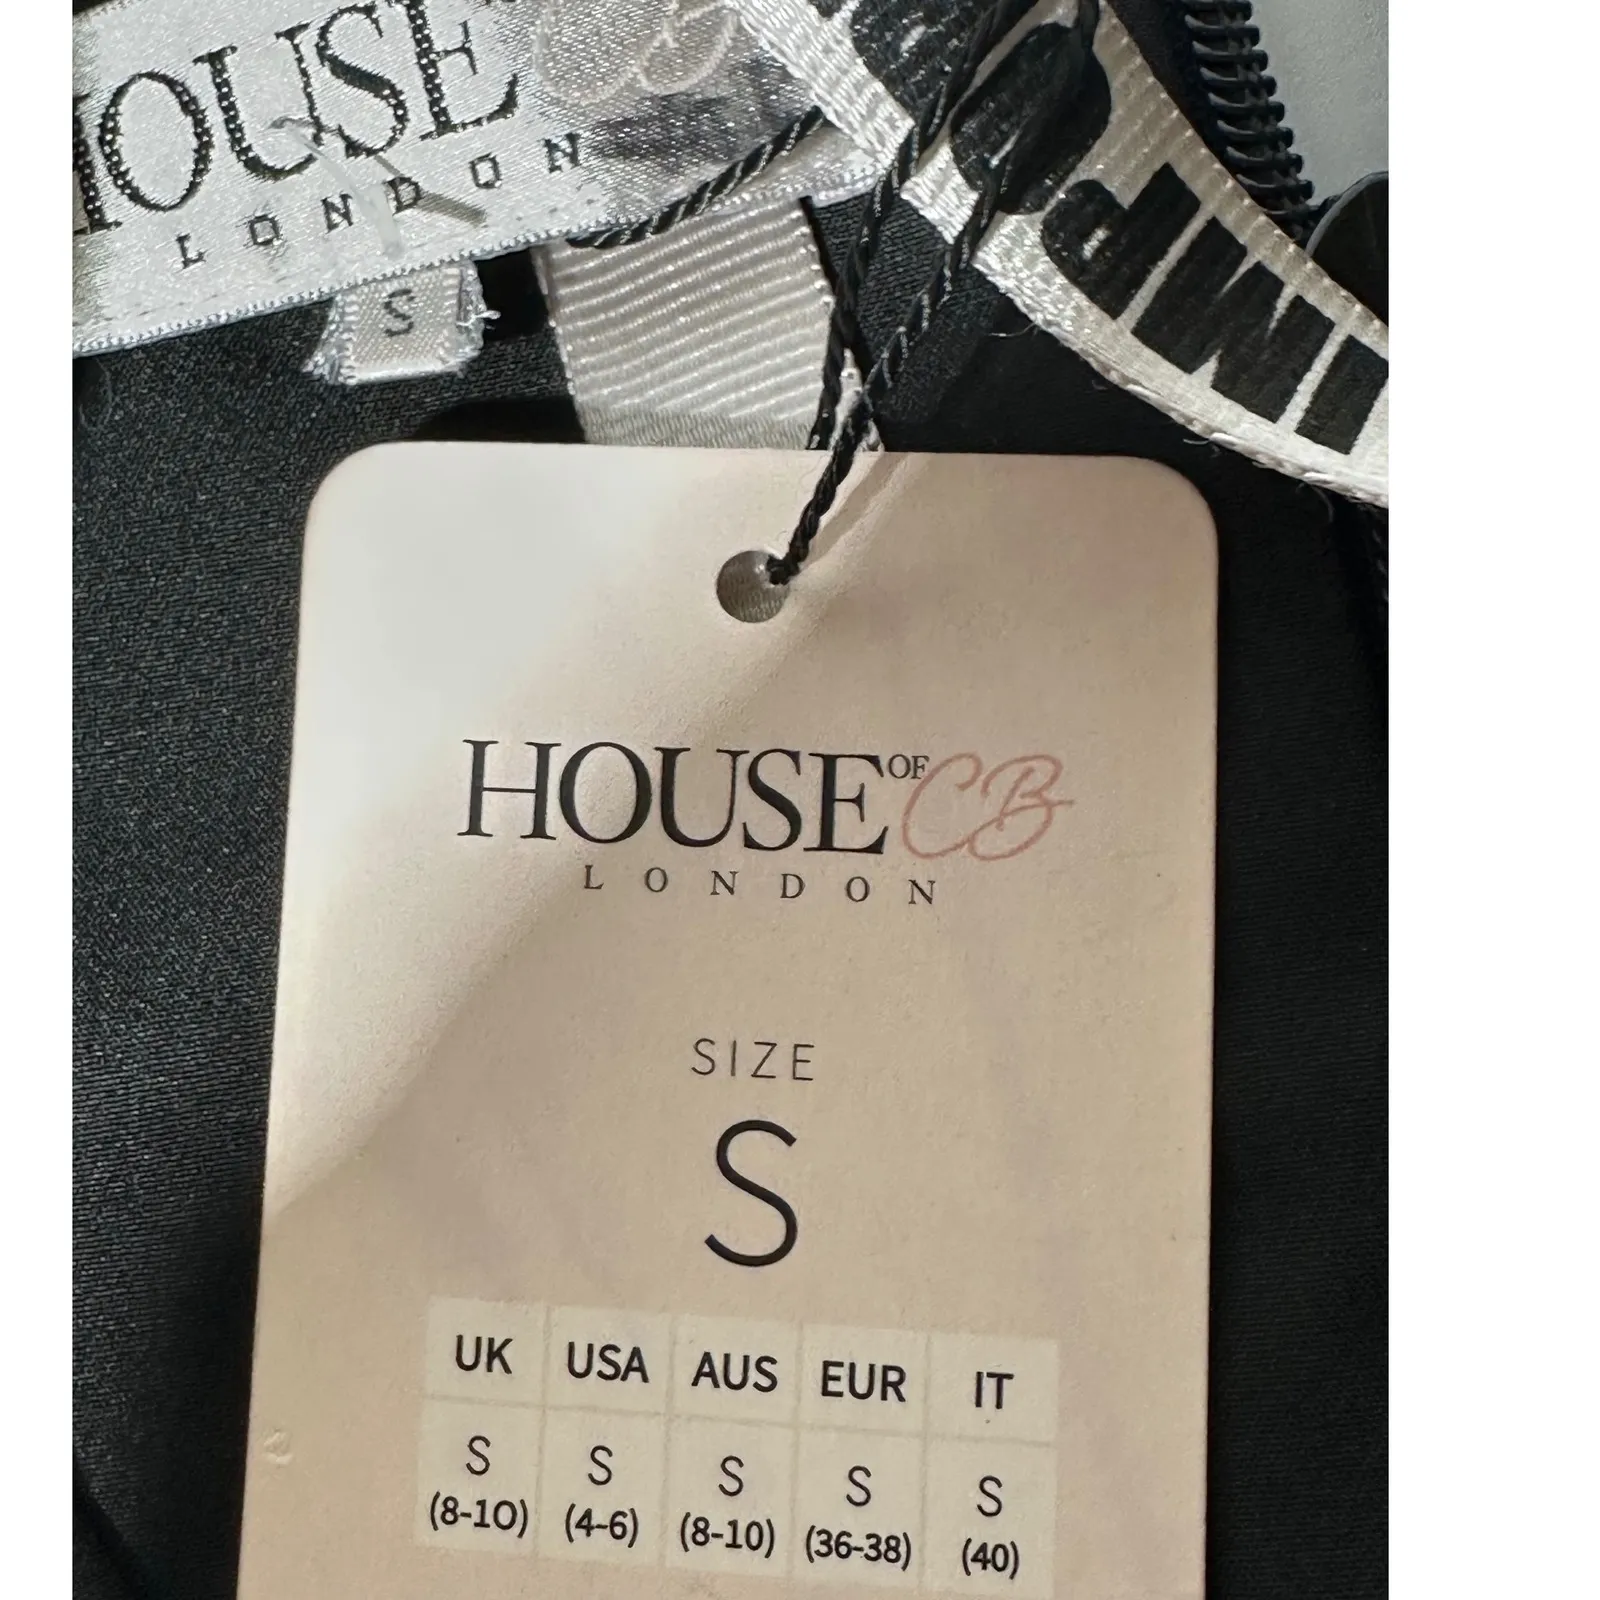 HOUSE CB
LONDON
S
HOUSE OF CB
LONDON
SIZE
S
UK USA AUS EUR IT
S S S S S
(8-10) (4-6) (8-10) (36-38) (40)